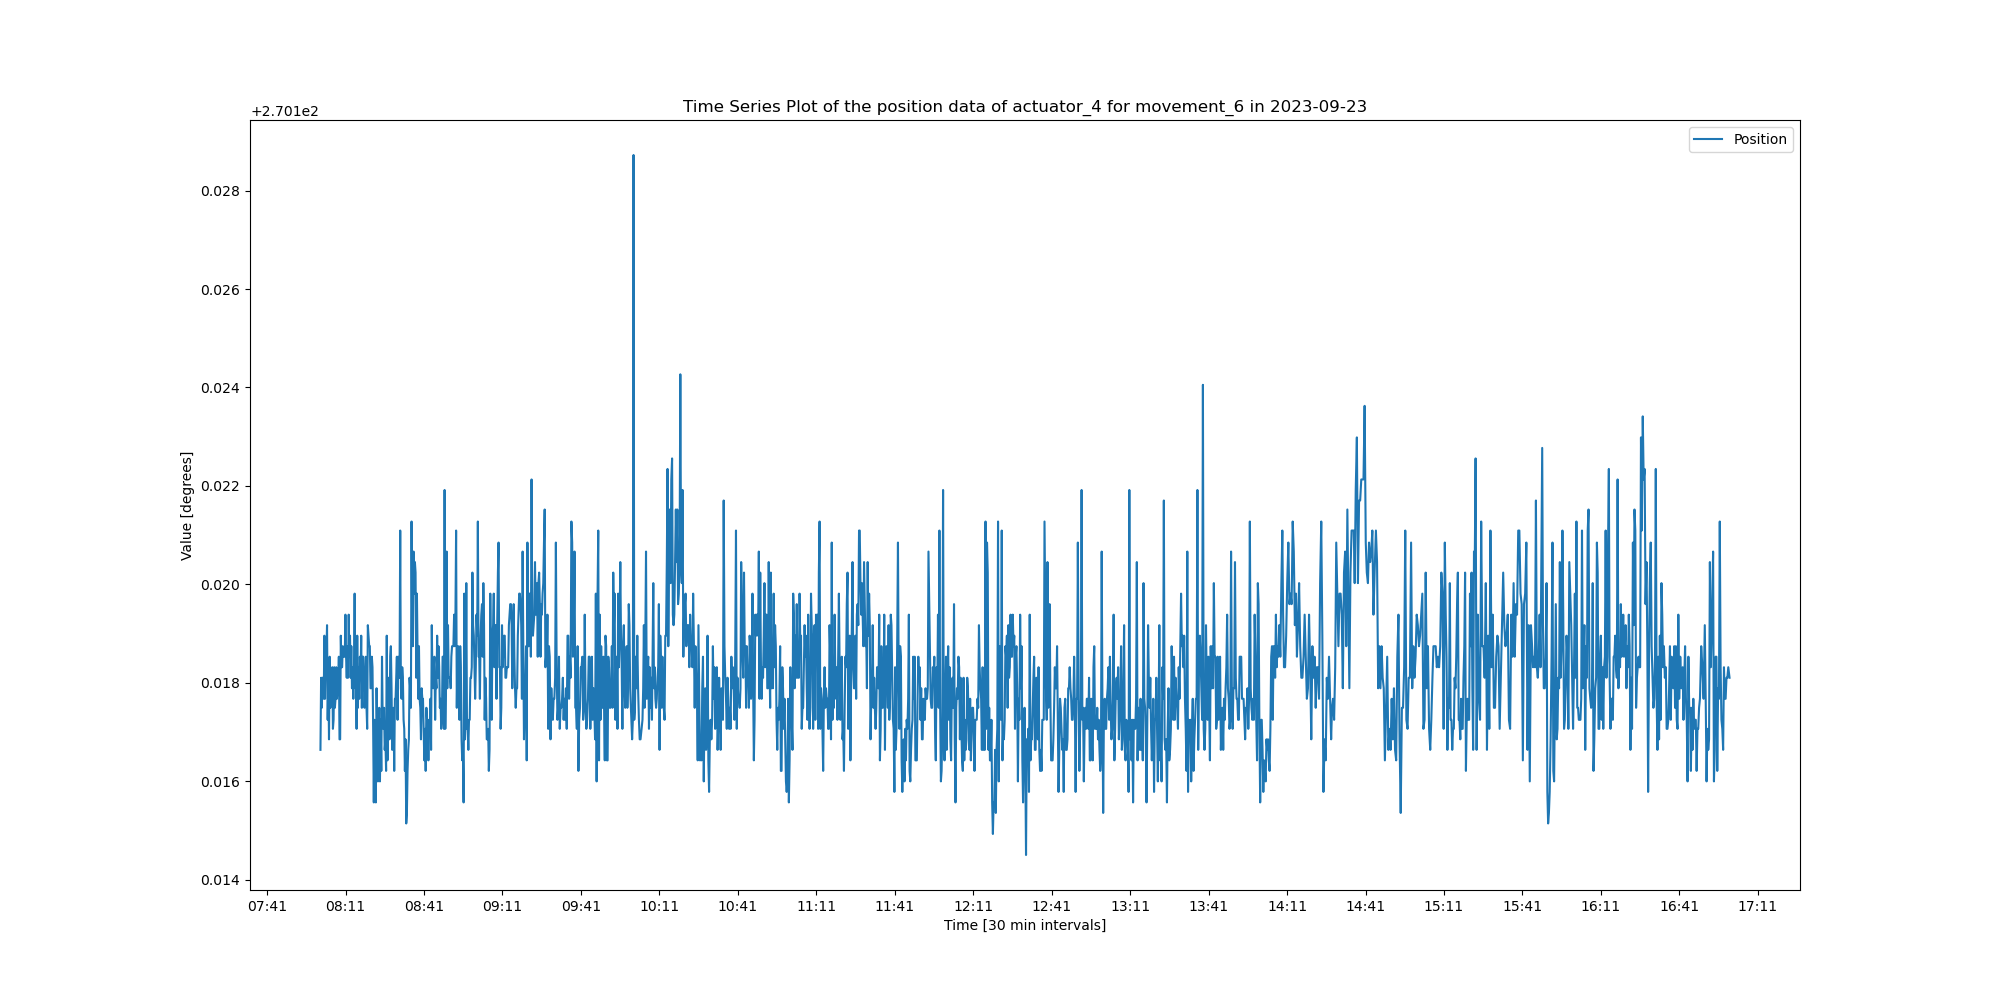 Time Series Plot of the position data of actuator_4 for movement_6 in 2023-09-23
+2.701e2
Position
0.028
0.026
0.024
0.022
0.020
0.018
0.016
0.014
Value [degrees]
07:41 08:11 08:41 09:11 09:41 10:11 10:41 11:11 11:41 12:11 12:41 13:11 13:41 14:11 14:41 15:11 15:41 16:11 16:41 17:11
Time [30 min intervals]